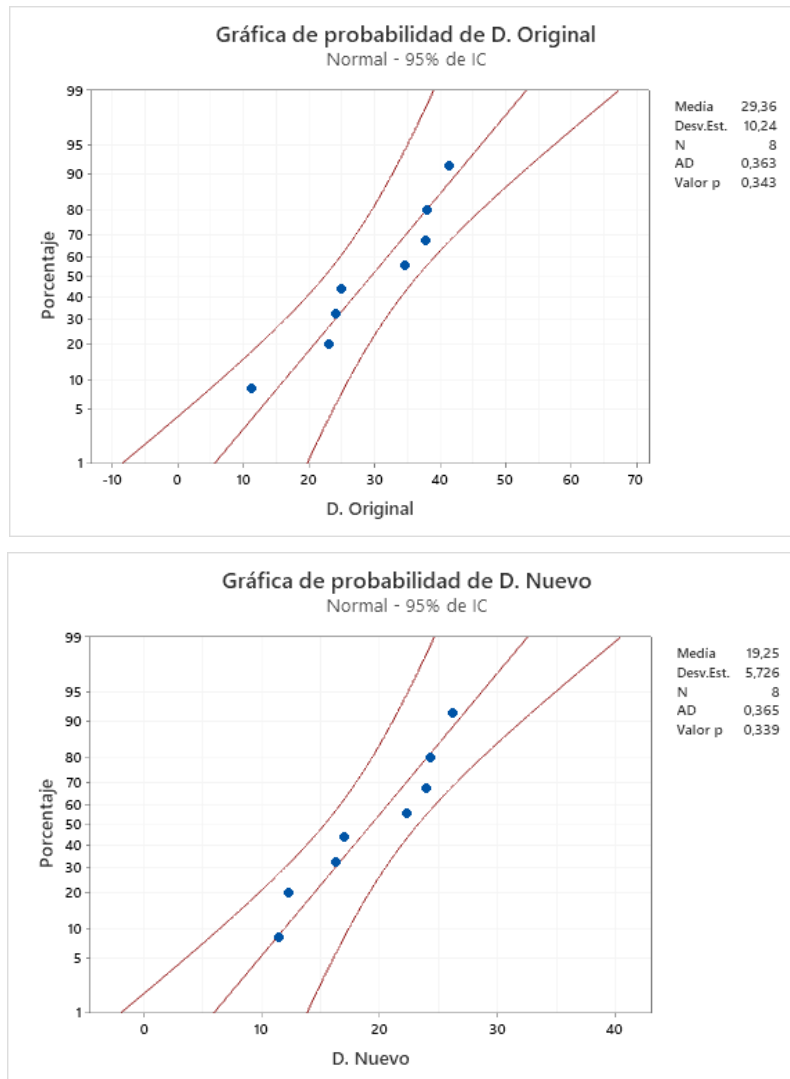 Gráfica de probabilidad de D. Original
Normal - 95% de IC
99
95
90
80
70
60
50
40
30
20
10
5
1
Porcentaje
-10 0 10 20 30 40 50 60 70
D. Original
Media 29,36
Desv.Est. 10,24
N 8
AD 0,363
Valor p 0,343
Gráfica de probabilidad de D. Nuevo
Normal - 95% de IC
99
95
90
80
70
60
50
40
30
20
10
5
1
Porcentaje
0 10 20 30 40
D. Nuevo
Media 19,25
Desv.Est. 5,726
N 8
AD 0,365
Valor p 0,339